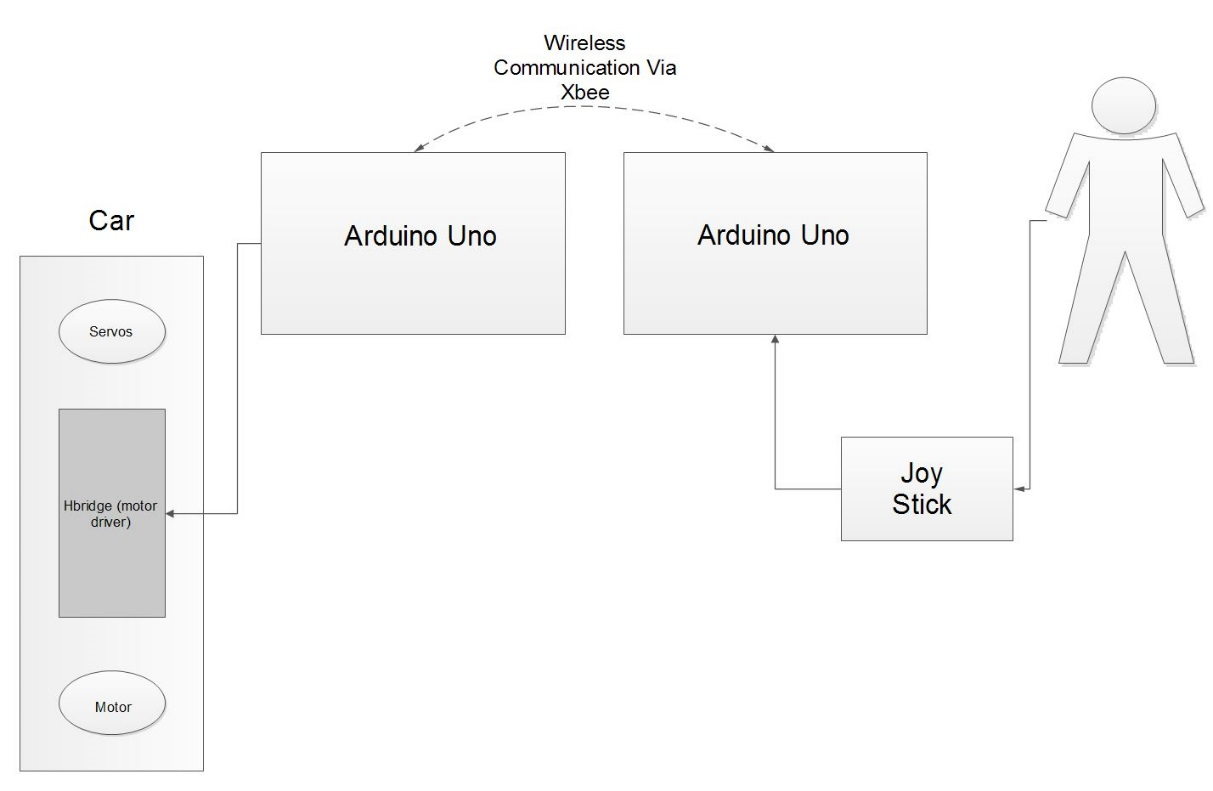 Wireless
Communication Via
Xbee
Car
Arduino Uno
Arduino Uno
Servos
Hbridge (motor
driver)
Joy
Stick
Motor